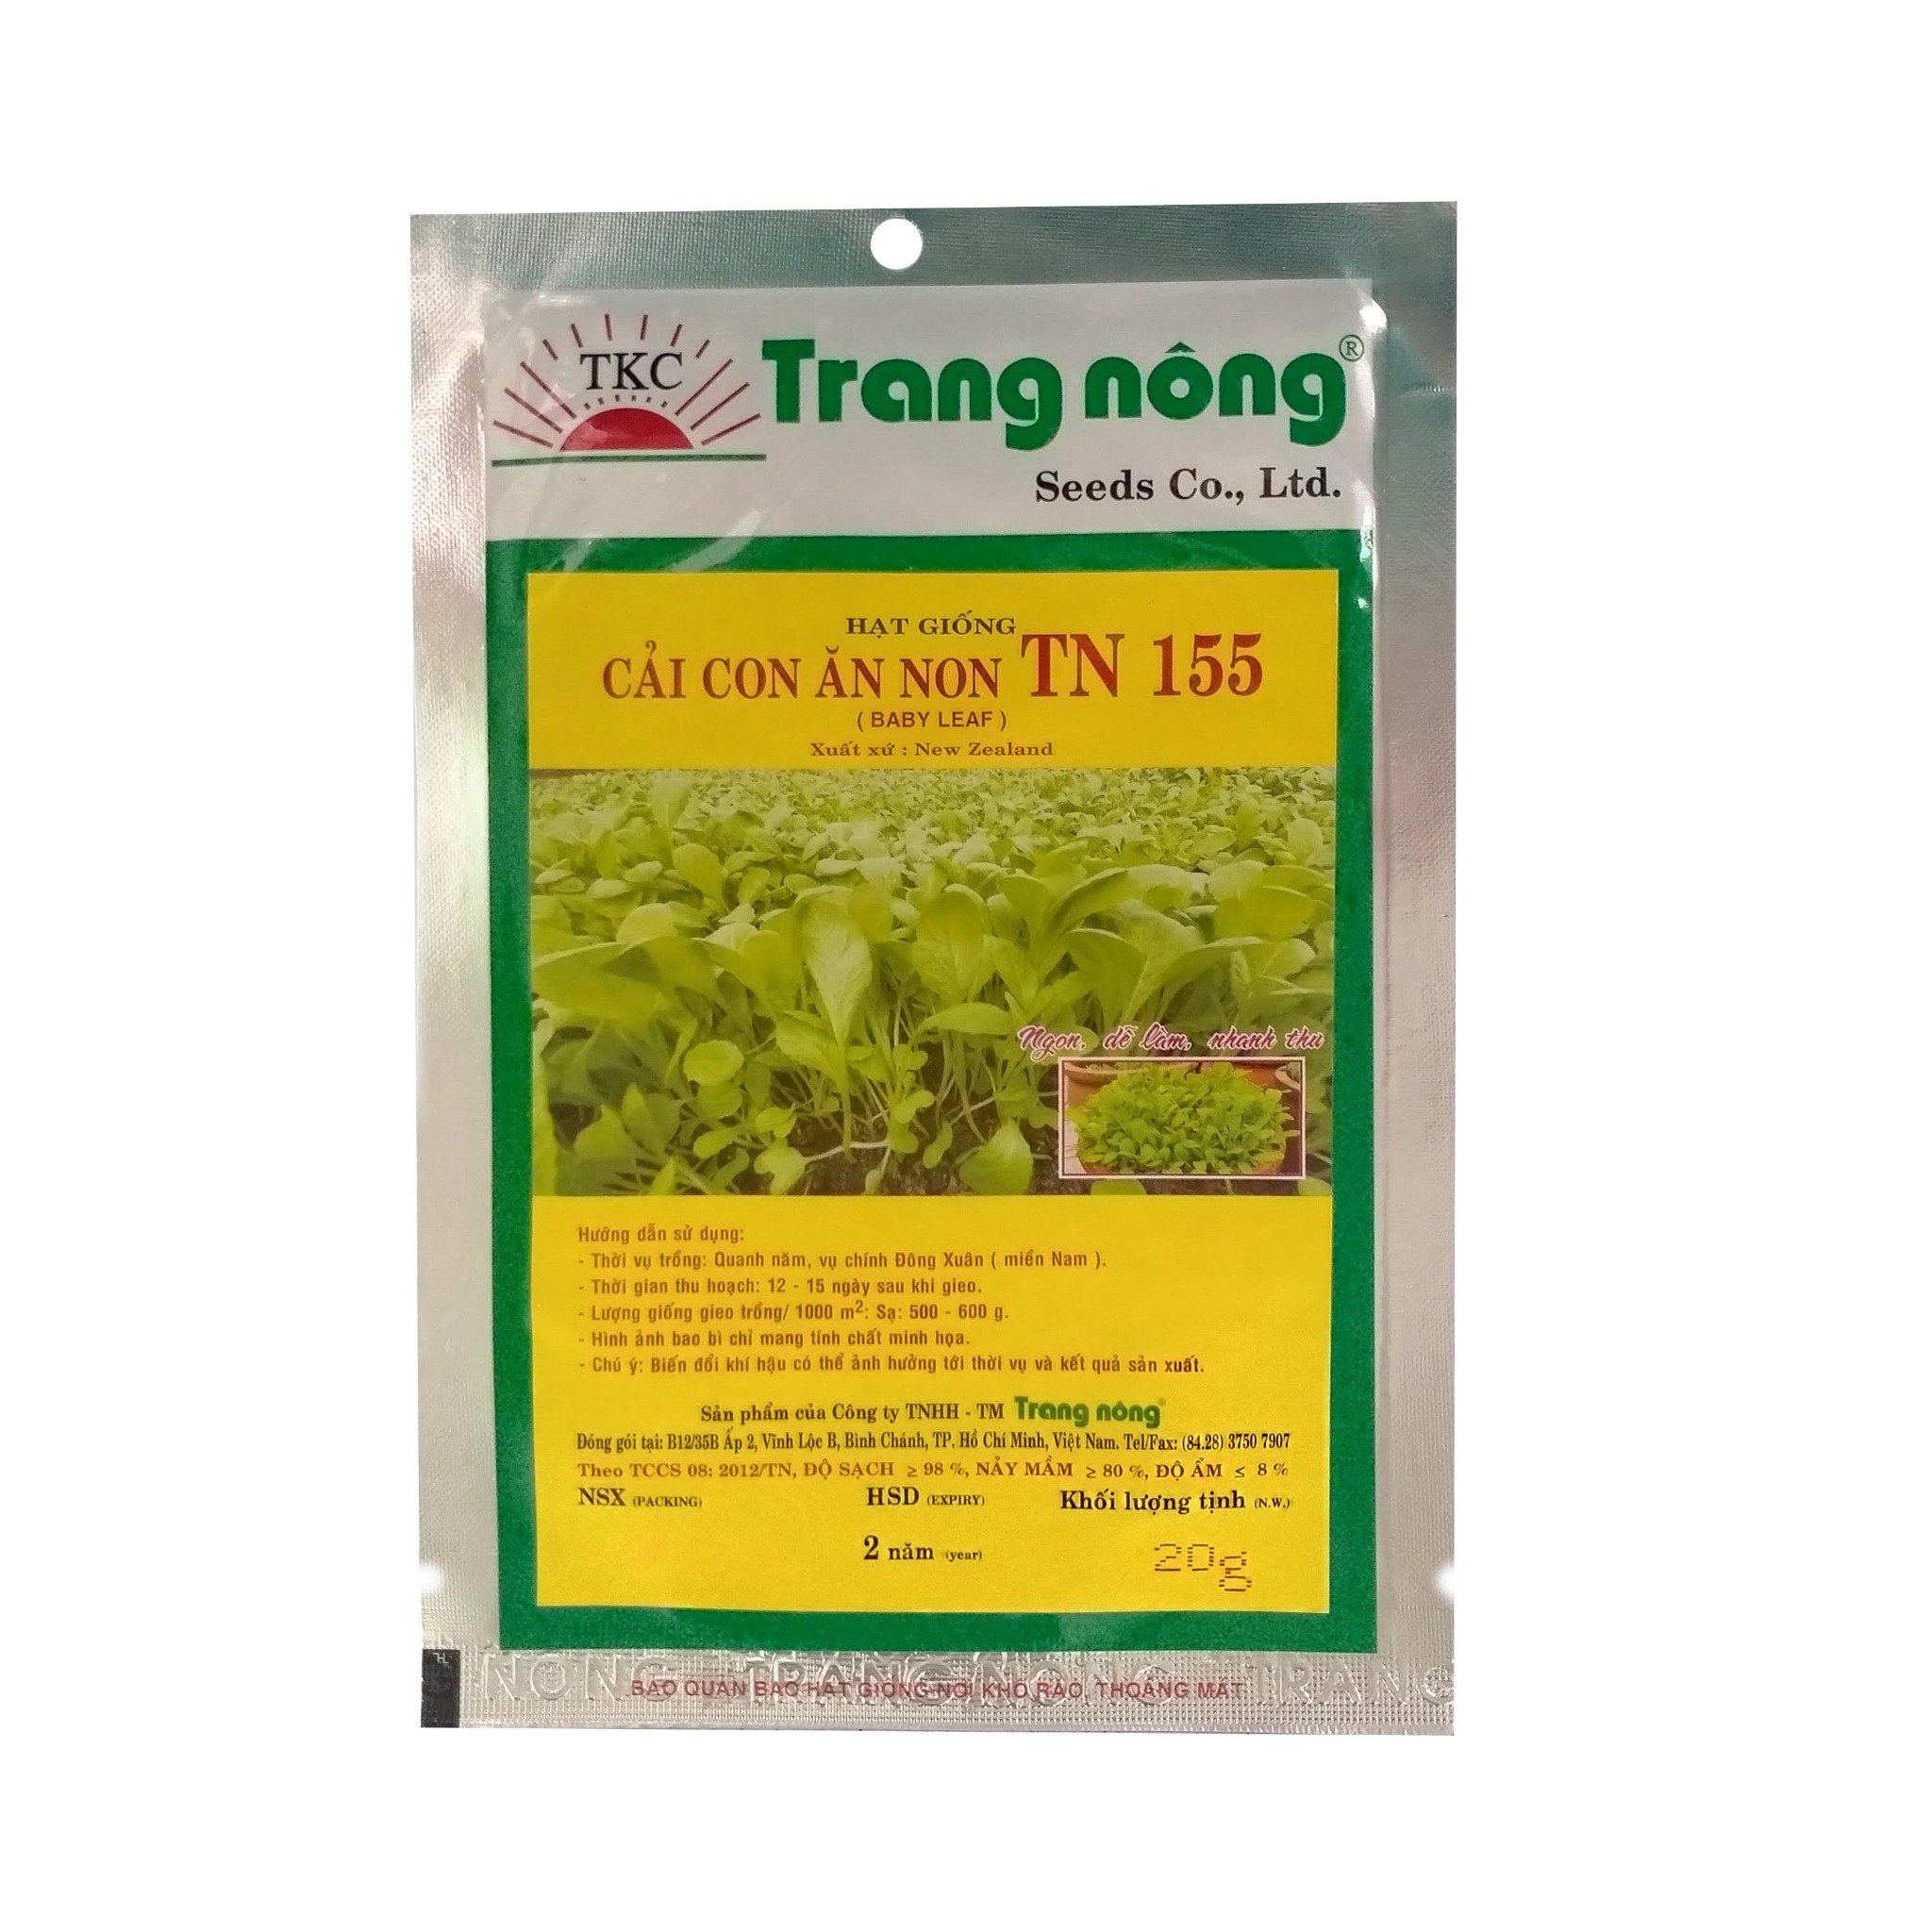 TKC
Trang nông®
Seeds Co., Ltd.
HẠT GIỐNG
CẢI CON ĂN NON TN 155
( BABY LEAF )
Xuất xứ : New Zealand
Ngon, dễ làm, nhanh thu
Hướng dẫn sử dụng:
- Thời vụ trồng: Quanh năm, vụ chính Đông Xuân ( miền Nam ).
- Thời gian thu hoạch: 12 - 15 ngày sau khi gieo.
- Lượng giống gieo trồng/ 1000 m²: Sạ: 500 - 600 g.
- Hình ảnh bao bì chỉ mang tính chất minh họa.
- Chú ý: Biến đổi khí hậu có thể ảnh hưởng tới thời vụ và kết quả sản xuất.
Sản phẩm của Công ty TNHH - TM Trang nông®
Đóng gói tại: B12/35B Ấp 2, Vĩnh Lộc B, Bình Chánh, TP. Hồ Chí Minh, Việt Nam. Tel/Fax: (84.28) 3750 7907
Theo TCCS 08: 2012/TN, ĐỘ SẠCH ≥ 98 %, NẢY MẦM ≥ 80 %, ĐỘ ẨM ≤ 8 %
NSX (PACKING) HSD (EXPIRY) Khối lượng tịnh (N.W.)
2 năm (year) 20g
G NONG TRANG NONG TRANG
BẢO QUẢN BAO HẠT GIỐNG NƠI KHÔ RÁO, THOÁNG MÁT